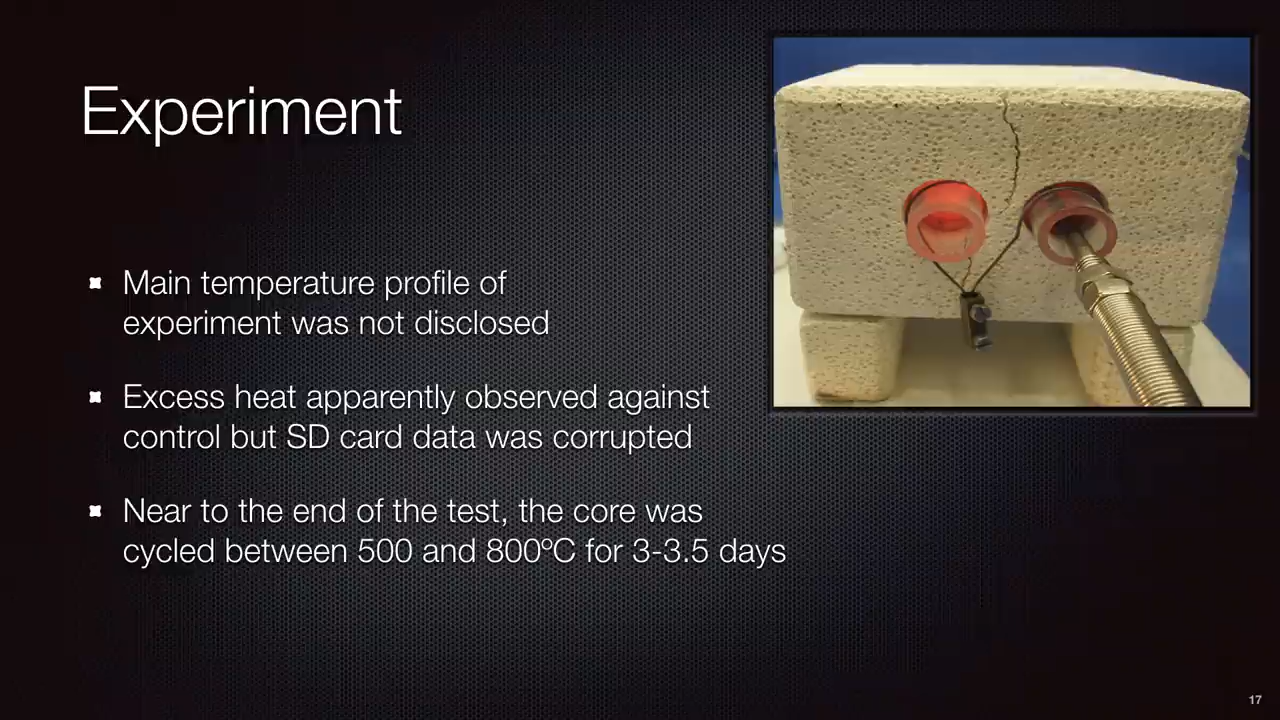 Experiment
Main temperature profile of
experiment was not disclosed
Excess heat apparently observed against
control but SD card data was corrupted
Near to the end of the test, the core was
cycled between 500 and 800ºC for 3-3.5 days
17